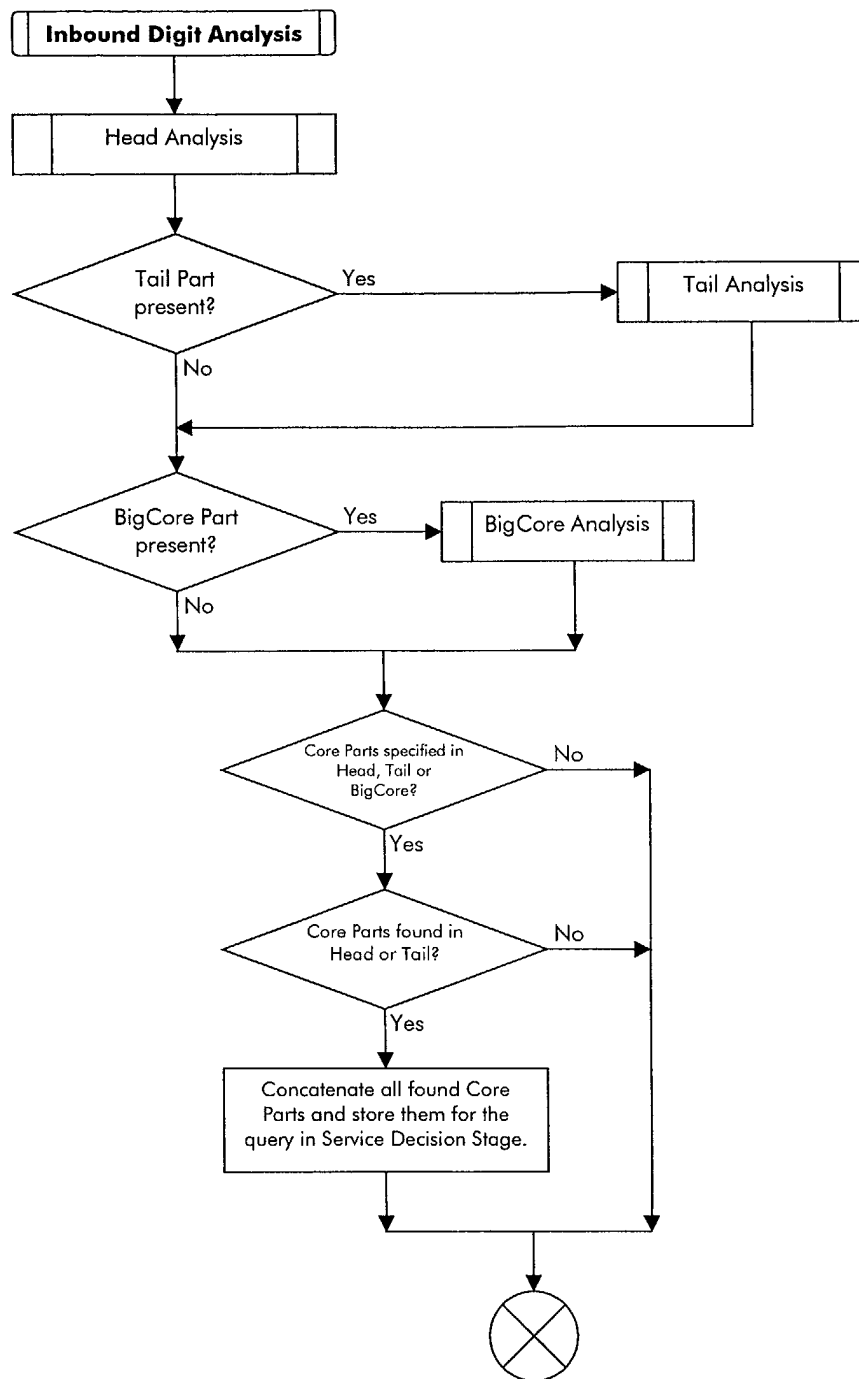 Inbound Digit Analysis
Head Analysis
Tail Part
present?
Yes
Tail Analysis
No
BigCore Part
present?
Yes
BigCore Analysis
No
Core Parts specified in
Head, Tail or
BigCore?
No
Yes
Core Parts found in
Head or Tail?
No
Yes
Concatenate all found Core
Parts and store them for the
query in Service Decision Stage.